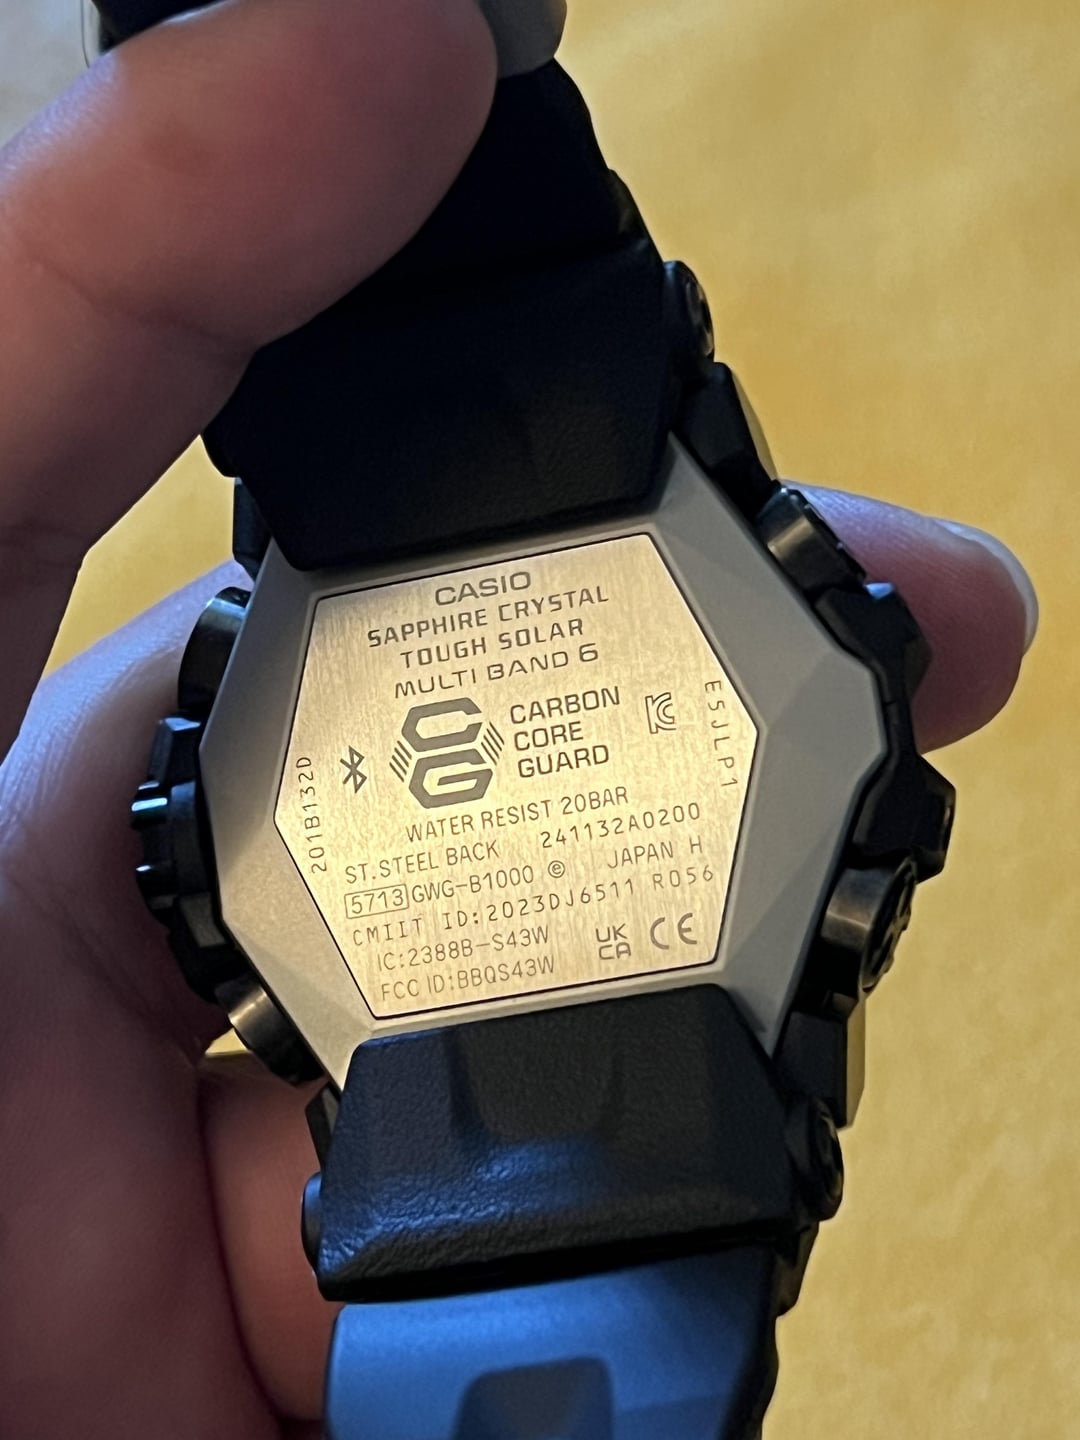 CASIO
SAPPHIRE CRYSTAL
TOUGH SOLAR
MULTI BAND 6
CG
CARBON
CORE
GUARD
E5JLP1
201B132D
WATER RESIST 20BAR
ST.STEEL BACK 241132A0200
5713 GWG-B1000 ⓔ JAPAN H
CMIIT ID:2023DJ6511 R056
IC:2388B-S43W
UK
CA
CE
FCC ID:BBQS43W